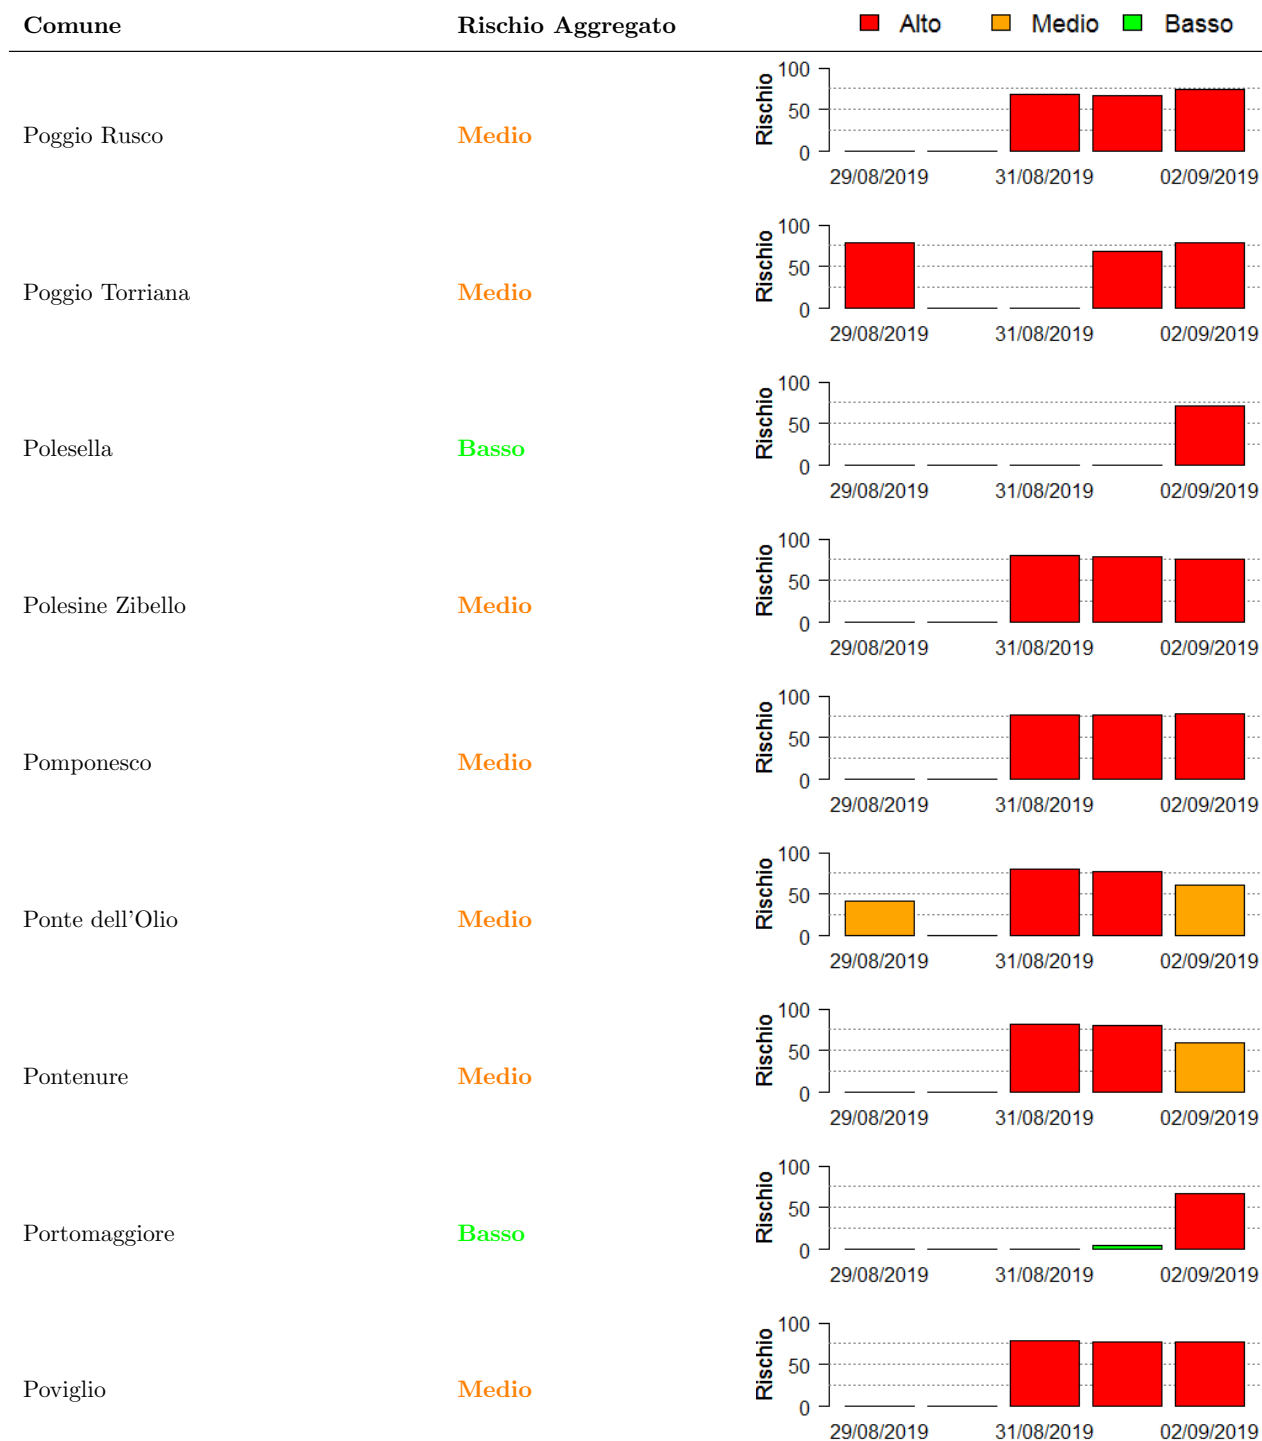 Comune Rischio Aggregato Alto Medio Basso
Poggio Rusco Medio Rischio 100 50 0
29/08/2019 31/08/2019 02/09/2019
Poggio Torriana Medio Rischio 100 50 0
29/08/2019 31/08/2019 02/09/2019
Polesella Basso Rischio 100 50 0
29/08/2019 31/08/2019 02/09/2019
Polesine Zibello Medio Rischio 100 50 0
29/08/2019 31/08/2019 02/09/2019
Pomponesco Medio Rischio 100 50 0
29/08/2019 31/08/2019 02/09/2019
Ponte dell'Olio Medio Rischio 100 50 0
29/08/2019 31/08/2019 02/09/2019
Pontenure Medio Rischio 100 50 0
29/08/2019 31/08/2019 02/09/2019
Portomaggiore Basso Rischio 100 50 0
29/08/2019 31/08/2019 02/09/2019
Poviglio Medio Rischio 100 50 0
29/08/2019 31/08/2019 02/09/2019